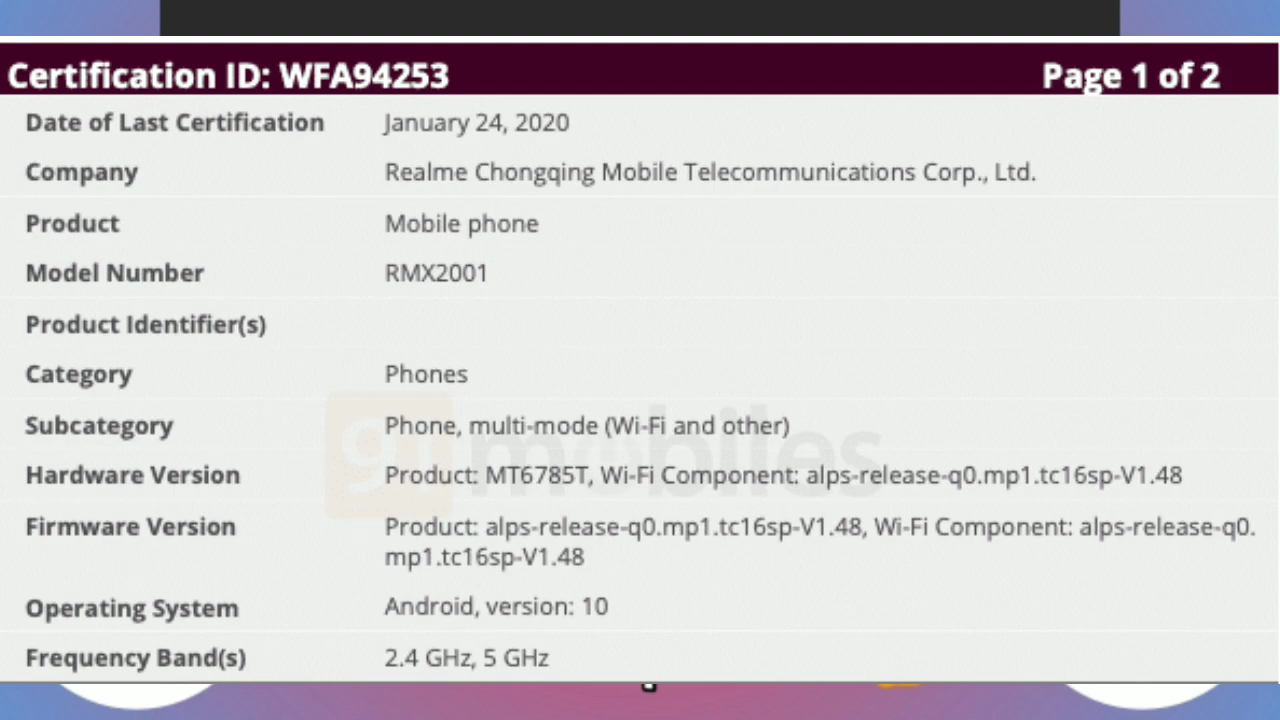 Certification ID: WFA94253 Page 1 of 2
Date of Last Certification January 24, 2020
Company Realme Chongqing Mobile Telecommunications Corp., Ltd.
Product Mobile phone
Model Number RMX2001
Product Identifier(s)
Category Phones
Subcategory Phone, multi-mode (Wi-Fi and other)
91mobiles
Hardware Version Product: MT6785T, Wi-Fi Component: alps-release-q0.mp1.tc16sp-V1.48
Firmware Version Product: alps-release-q0.mp1.tc16sp-V1.48, Wi-Fi Component: alps-release-q0.
mp1.tc16sp-V1.48
Operating System Android, version: 10
Frequency Band(s) 2.4 GHz, 5 GHz